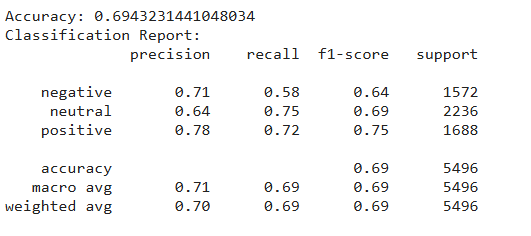 Accuracy: 0.6943231441048034
Classification Report:
precision recall f1-score support
negative 0.71 0.58 0.64 1572
neutral 0.64 0.75 0.69 2236
positive 0.78 0.72 0.75 1688
accuracy 0.69 5496
macro avg 0.71 0.69 0.69 5496
weighted avg 0.70 0.69 0.69 5496